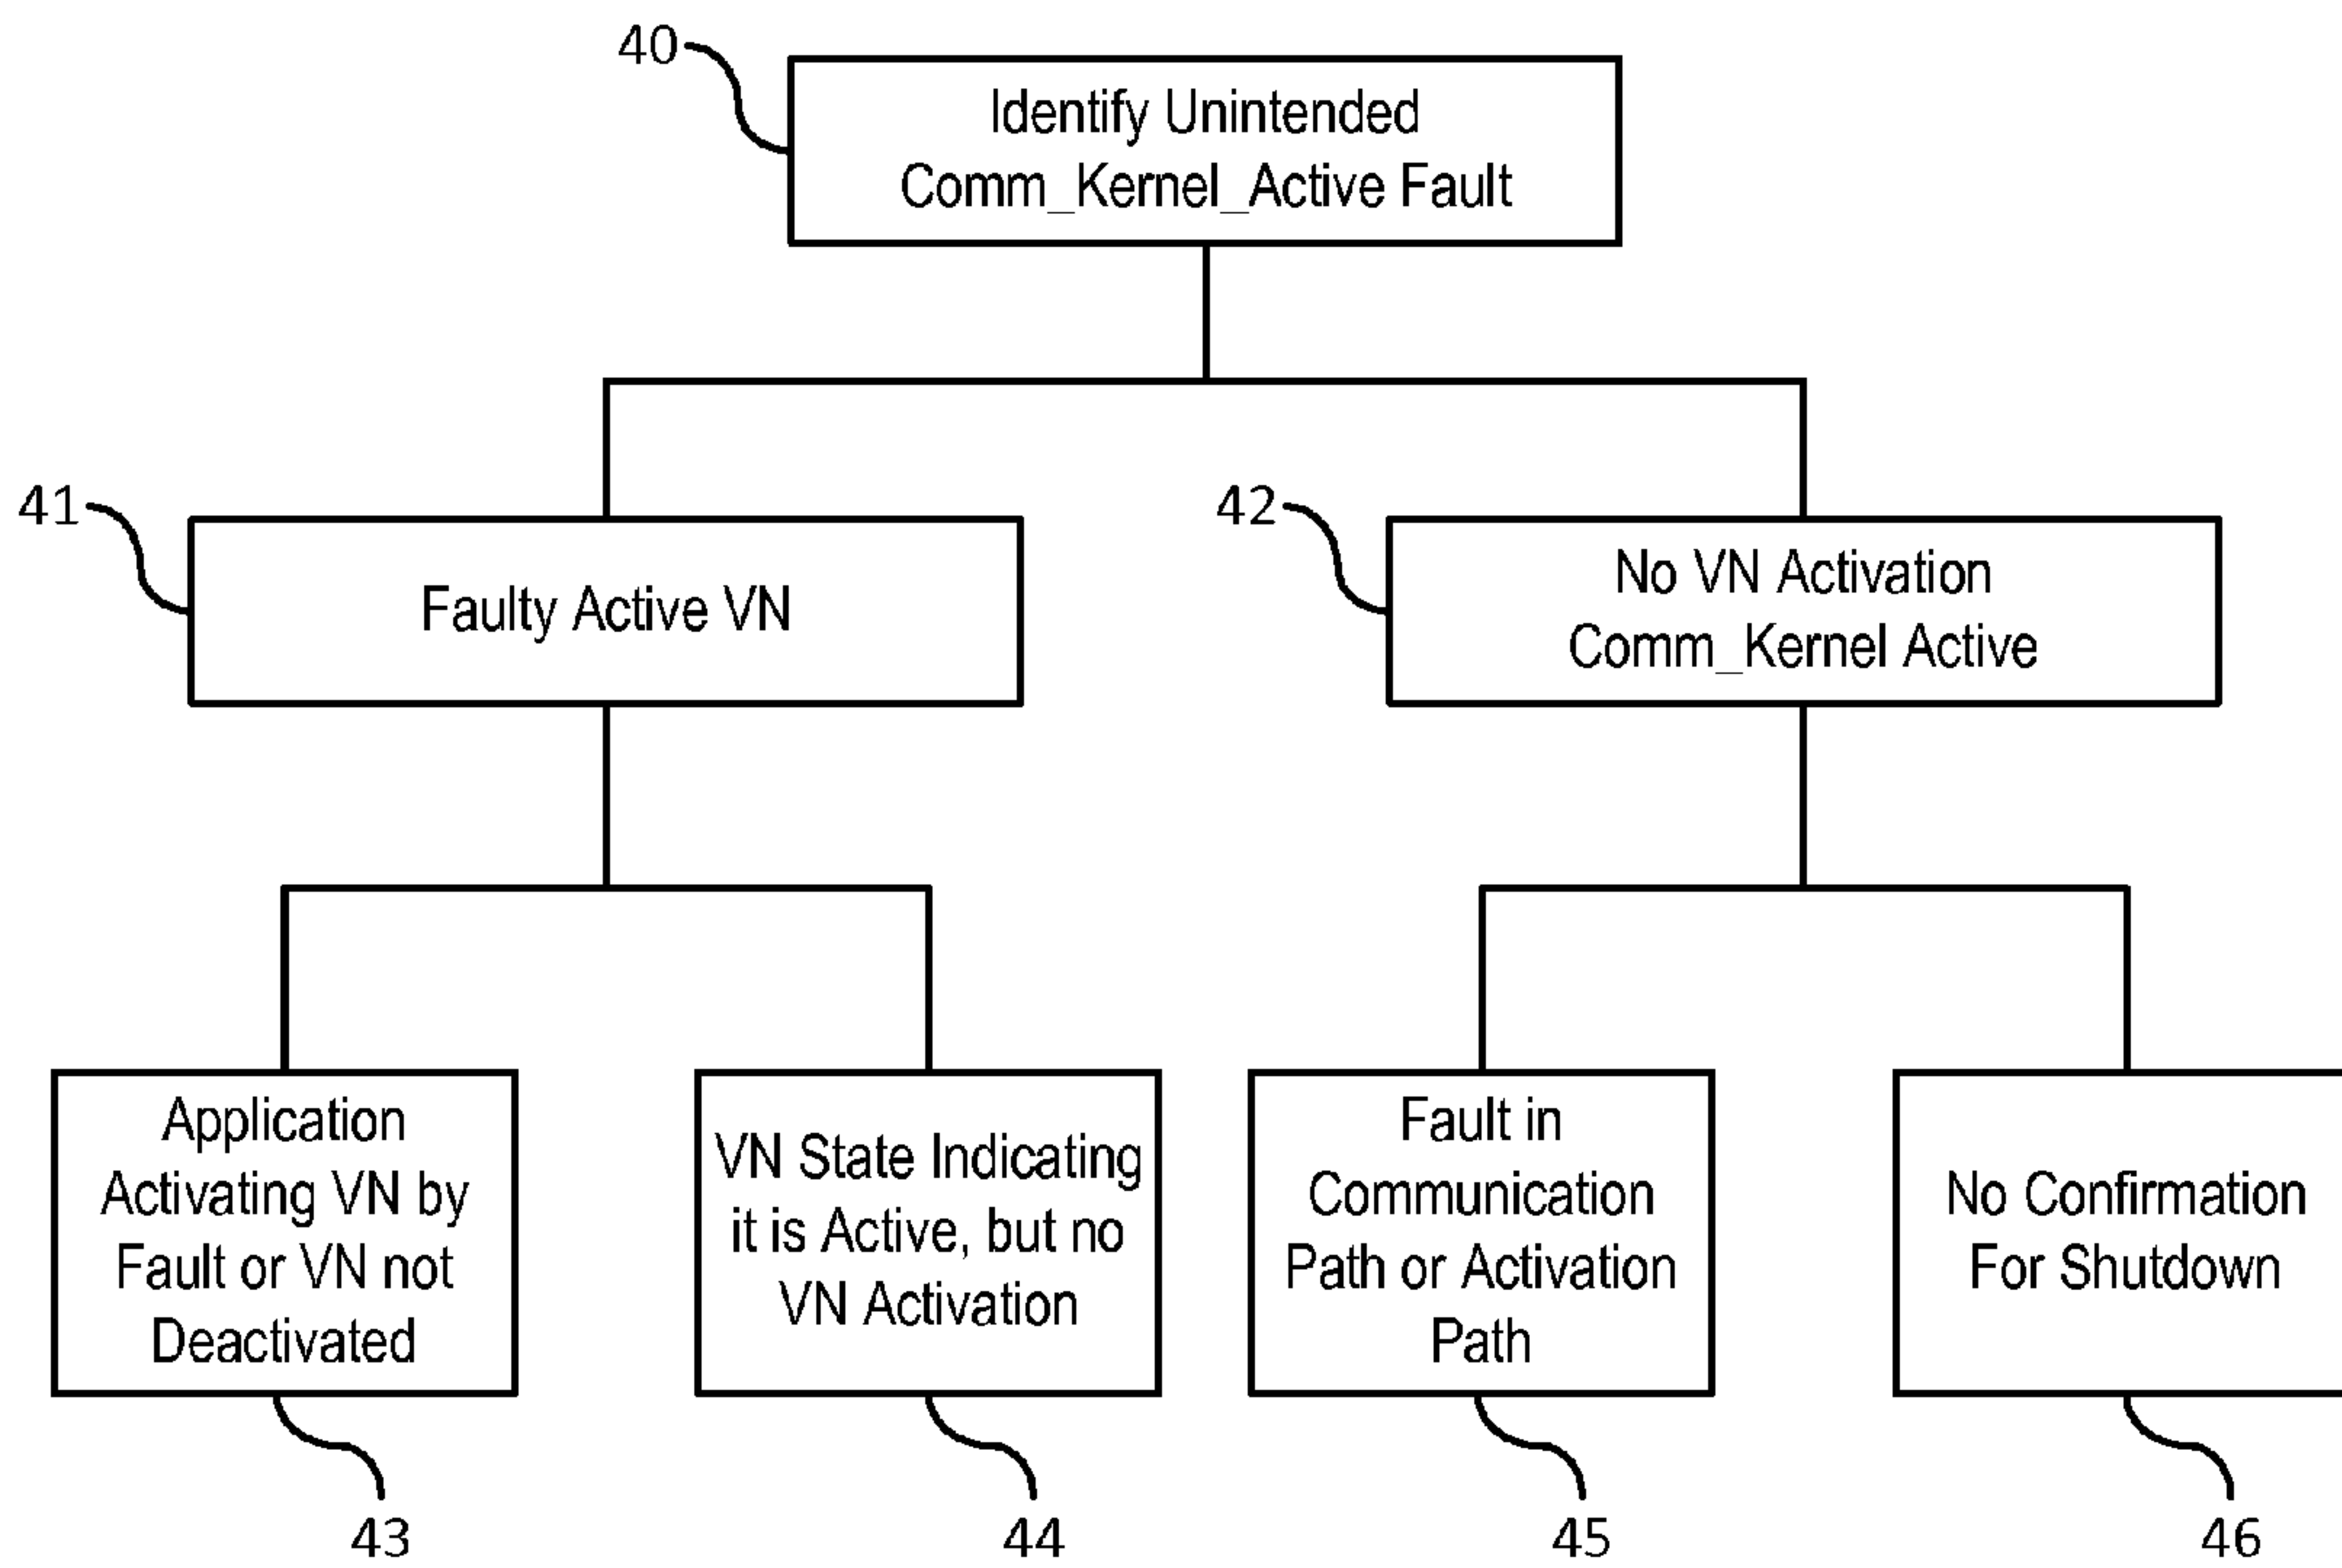 40
Identify Unintended
Comm_Kernel_Active Fault
41
Faulty Active VN
42
No VN Activation
Comm_Kernel Active
Application
Activating VN by
Fault or VN not
Deactivated
VN State Indicating
it is Active, but no
VN Activation
Fault in
Communication
Path or Activation
Path
No Confirmation
For Shutdown
43
44
45
46